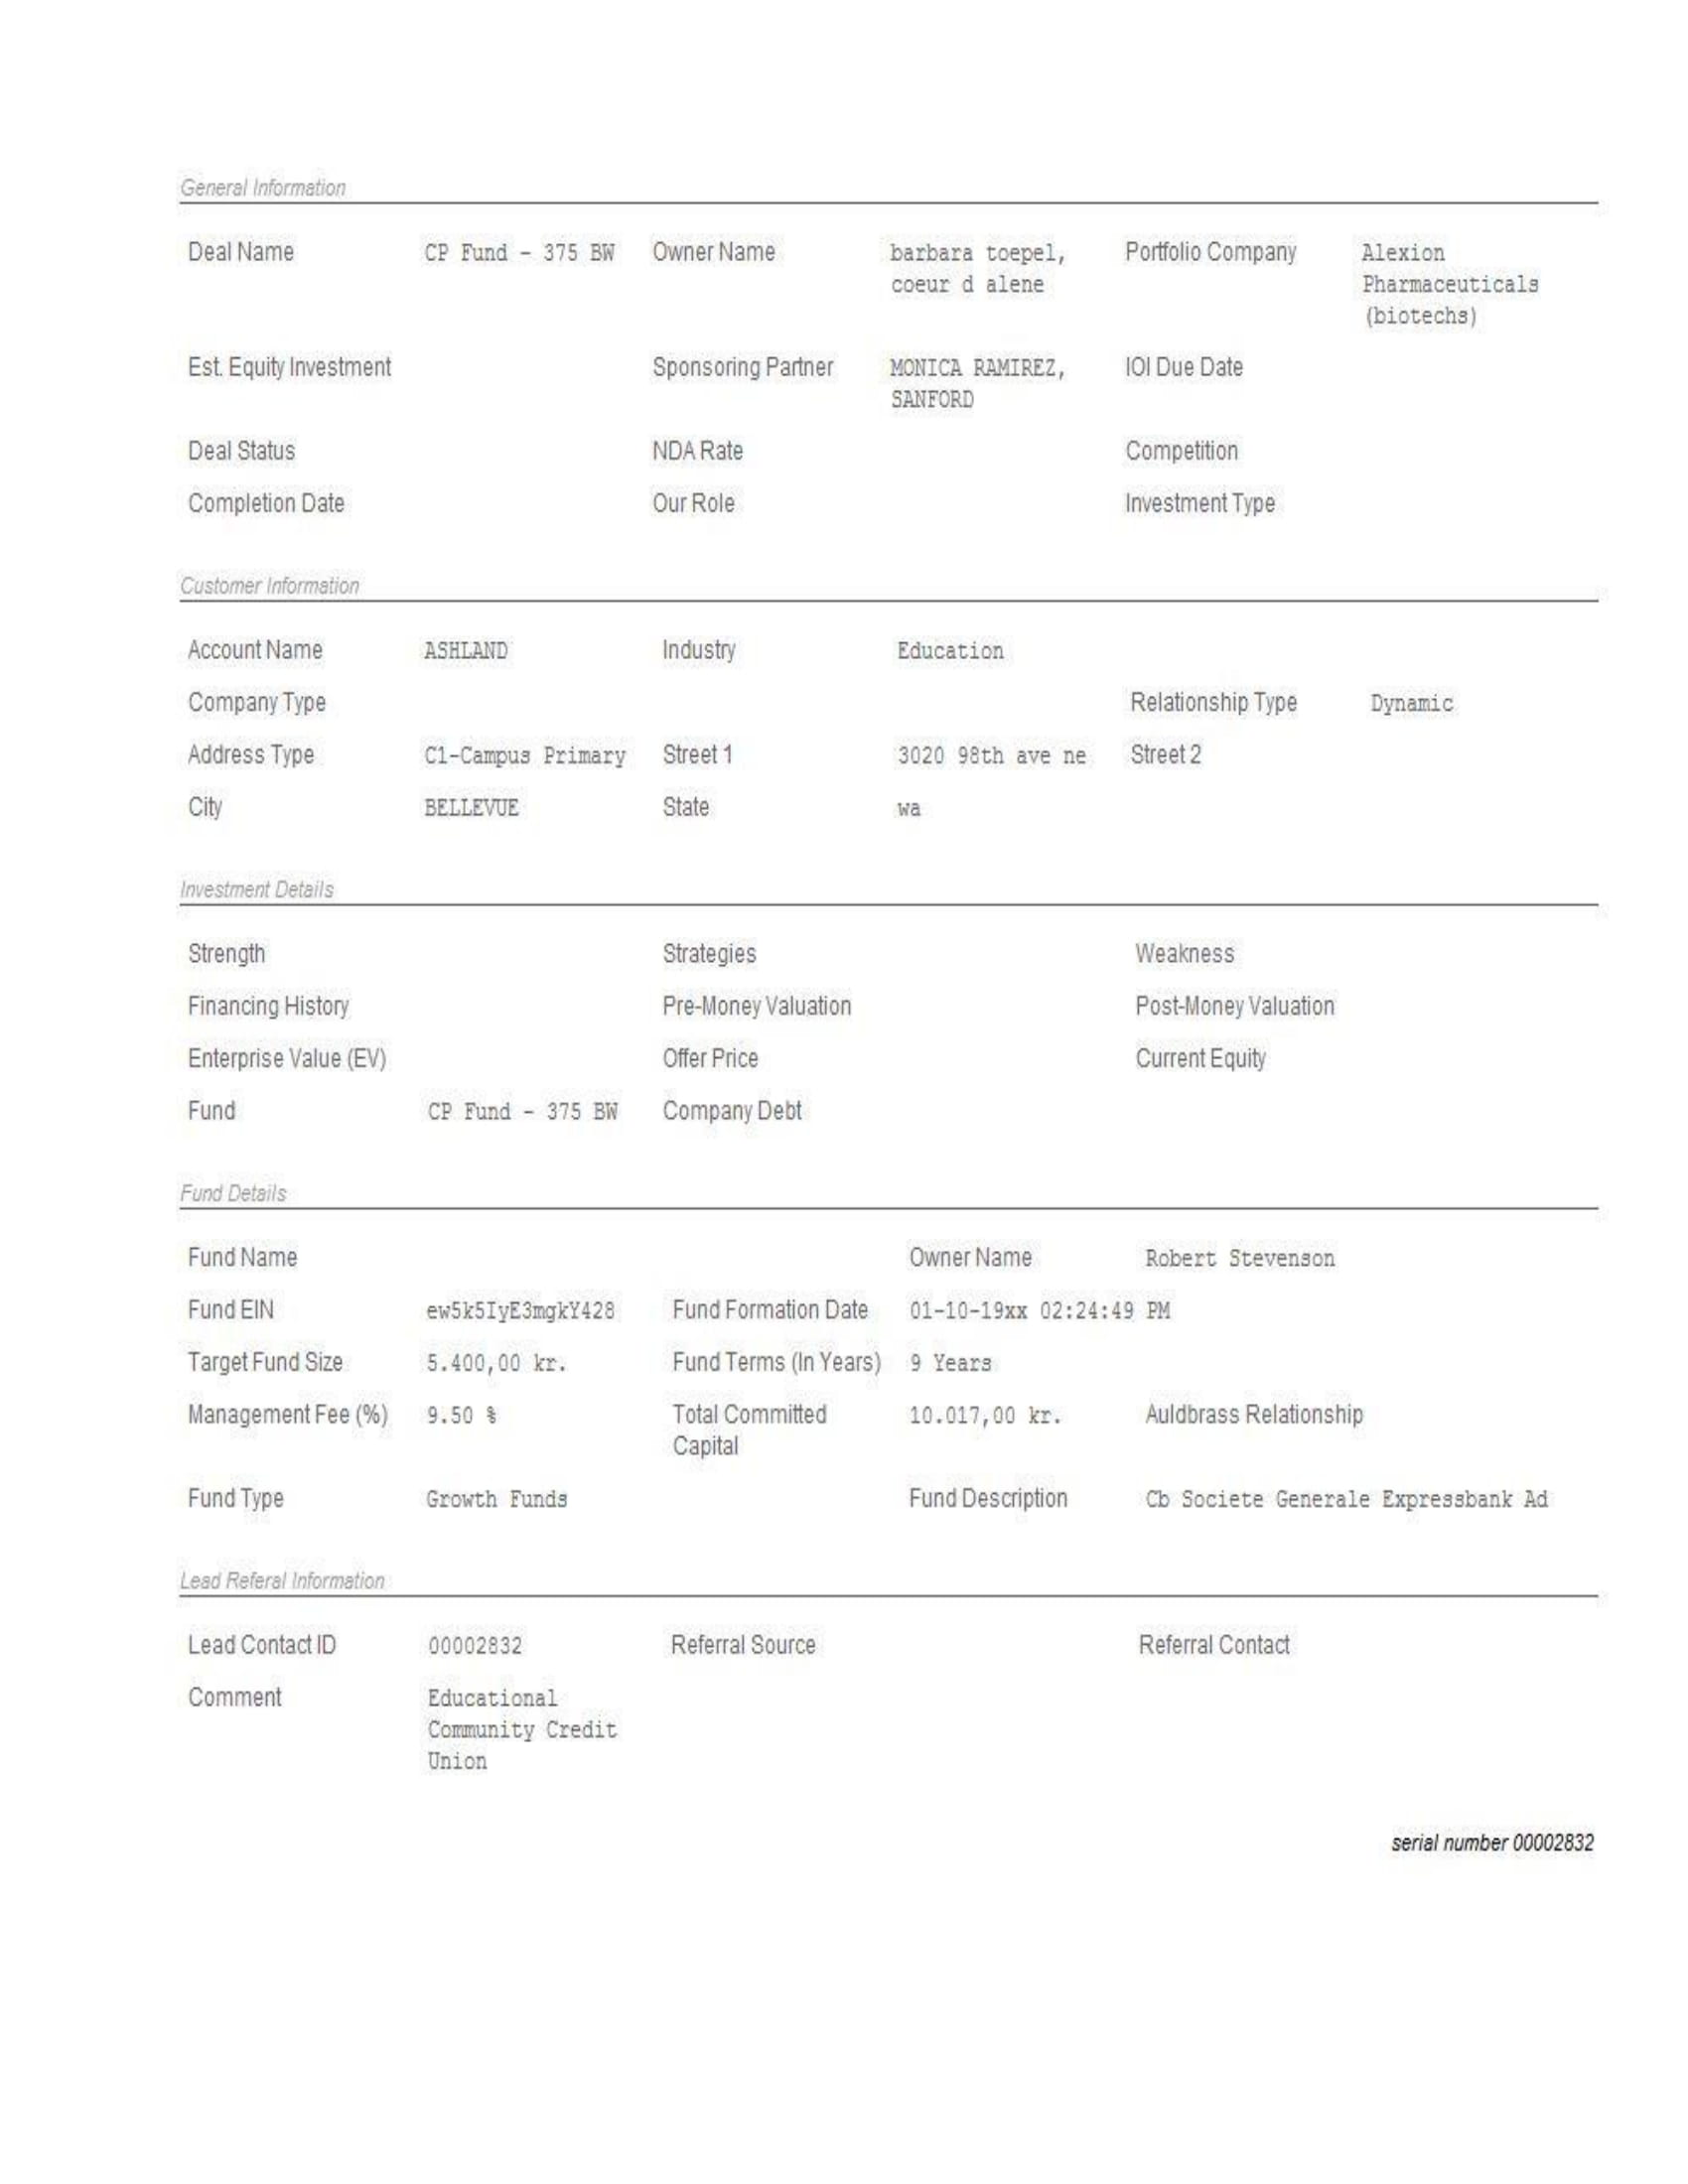 General Information
Deal Name CP Fund - 375 BW Owner Name barbara toepel, Portfolio Company Alexion
coeur d alene Pharmaceuticals
(biotechs)
Est. Equity Investment Sponsoring Partner MONICA RAMIREZ, IOI Due Date
SANFORD
Deal Status NDA Rate Competition
Completion Date Our Role Investment Type
Customer Information
Account Name ASHLAND Industry Education
Company Type Relationship Type Dynamic
Address Type C1-Campus Primary Street 1 3020 98th ave ne Street 2
City BELLEVUE State wa
Investment Details
Strength Strategies Weakness
Financing History Pre-Money Valuation Post-Money Valuation
Enterprise Value (EV) Offer Price Current Equity
Fund CP Fund - 375 BW Company Debt
Fund Details
Fund Name Owner Name Robert Stevenson
Fund EIN ew5k5IyE3mgkY428 Fund Formation Date 01-10-19xx 02:24:49 PM
Target Fund Size 5.400,00 kr. Fund Terms (In Years) 9 Years
Management Fee (%) 9.50 % Total Committed 10.017,00 kr. Auldbrass Relationship
Capital
Fund Type Growth Funds Fund Description Cb Societe Generale Expressbank Ad
Lead Referal Information
Lead Contact ID 00002832 Referral Source Referral Contact
Comment Educational
Community Credit
Union
serial number 00002832